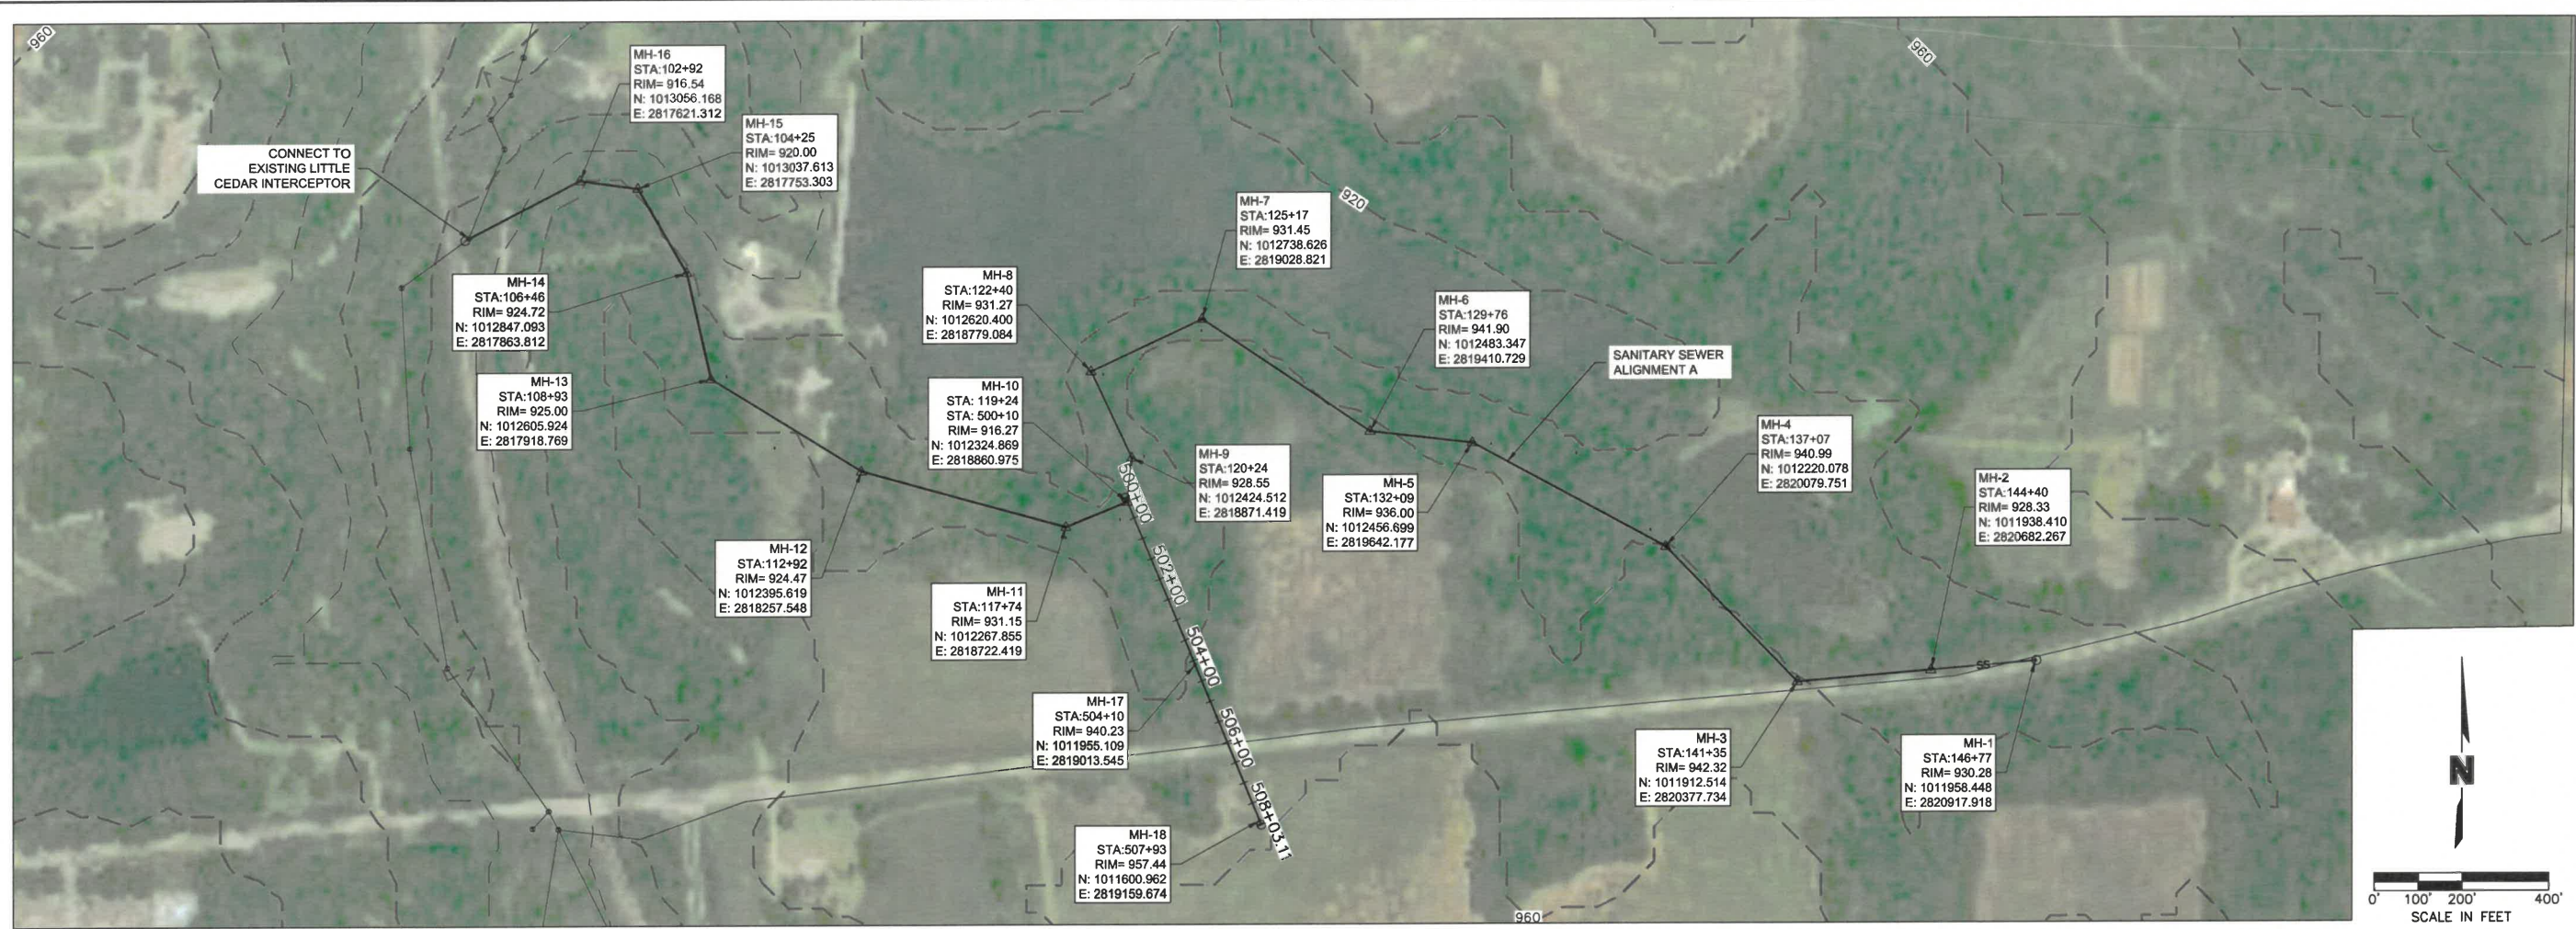 960
960
MH-16
STA:102+92
RIM= 916.54
N: 1013056.168
E: 2817621.312
MH-15
STA:104+25
RIM= 920.00
N: 1013037.613
E: 2817753.303
CONNECT TO
EXISTING LITTLE
CEDAR INTERCEPTOR
920
MH-7
STA:125+17
RIM= 931.45
N: 1012738.626
E: 2819028.821
MH-8
STA:122+40
RIM= 931.27
N: 1012620.400
E: 2818779.084
MH-14
STA:106+46
RIM= 924.72
N: 1012847.093
E: 2817863.812
MH-6
STA:129+76
RIM= 941.90
N: 1012483.347
E: 2819410.729
SANITARY SEWER
ALIGNMENT A
MH-13
STA:108+93
RIM= 925.00
N: 1012605.924
E: 2817918.769
MH-10
STA: 119+24
STA: 500+10
RIM= 916.27
N: 1012324.869
E: 2818860.975
MH-4
STA:137+07
RIM= 940.99
N: 1012220.078
E: 2820079.751
MH-9
STA:120+24
RIM= 928.55
N: 1012424.512
E: 2818871.419
MH-5
STA:132+09
RIM= 936.00
N: 1012456.699
E: 2819642.177
MH-2
STA:144+40
RIM= 928.33
N: 1011938.410
E: 2820682.267
500+00
502+00
504+00
506+00
508+03.11
MH-12
STA:112+92
RIM= 924.47
N: 1012395.619
E: 2818257.548
MH-11
STA:117+74
RIM= 931.15
N: 1012267.855
E: 2818722.419
SS
MH-17
STA:504+10
RIM= 940.23
N: 1011955.109
E: 2819013.545
MH-3
STA:141+35
RIM= 942.32
N: 1011912.514
E: 2820377.734
MH-1
STA:146+77
RIM= 930.28
N: 1011958.448
E: 2820917.918
MH-18
STA:507+93
RIM= 957.44
N: 1011600.962
E: 2819159.674
960
N
0' 100' 200' 400'
SCALE IN FEET